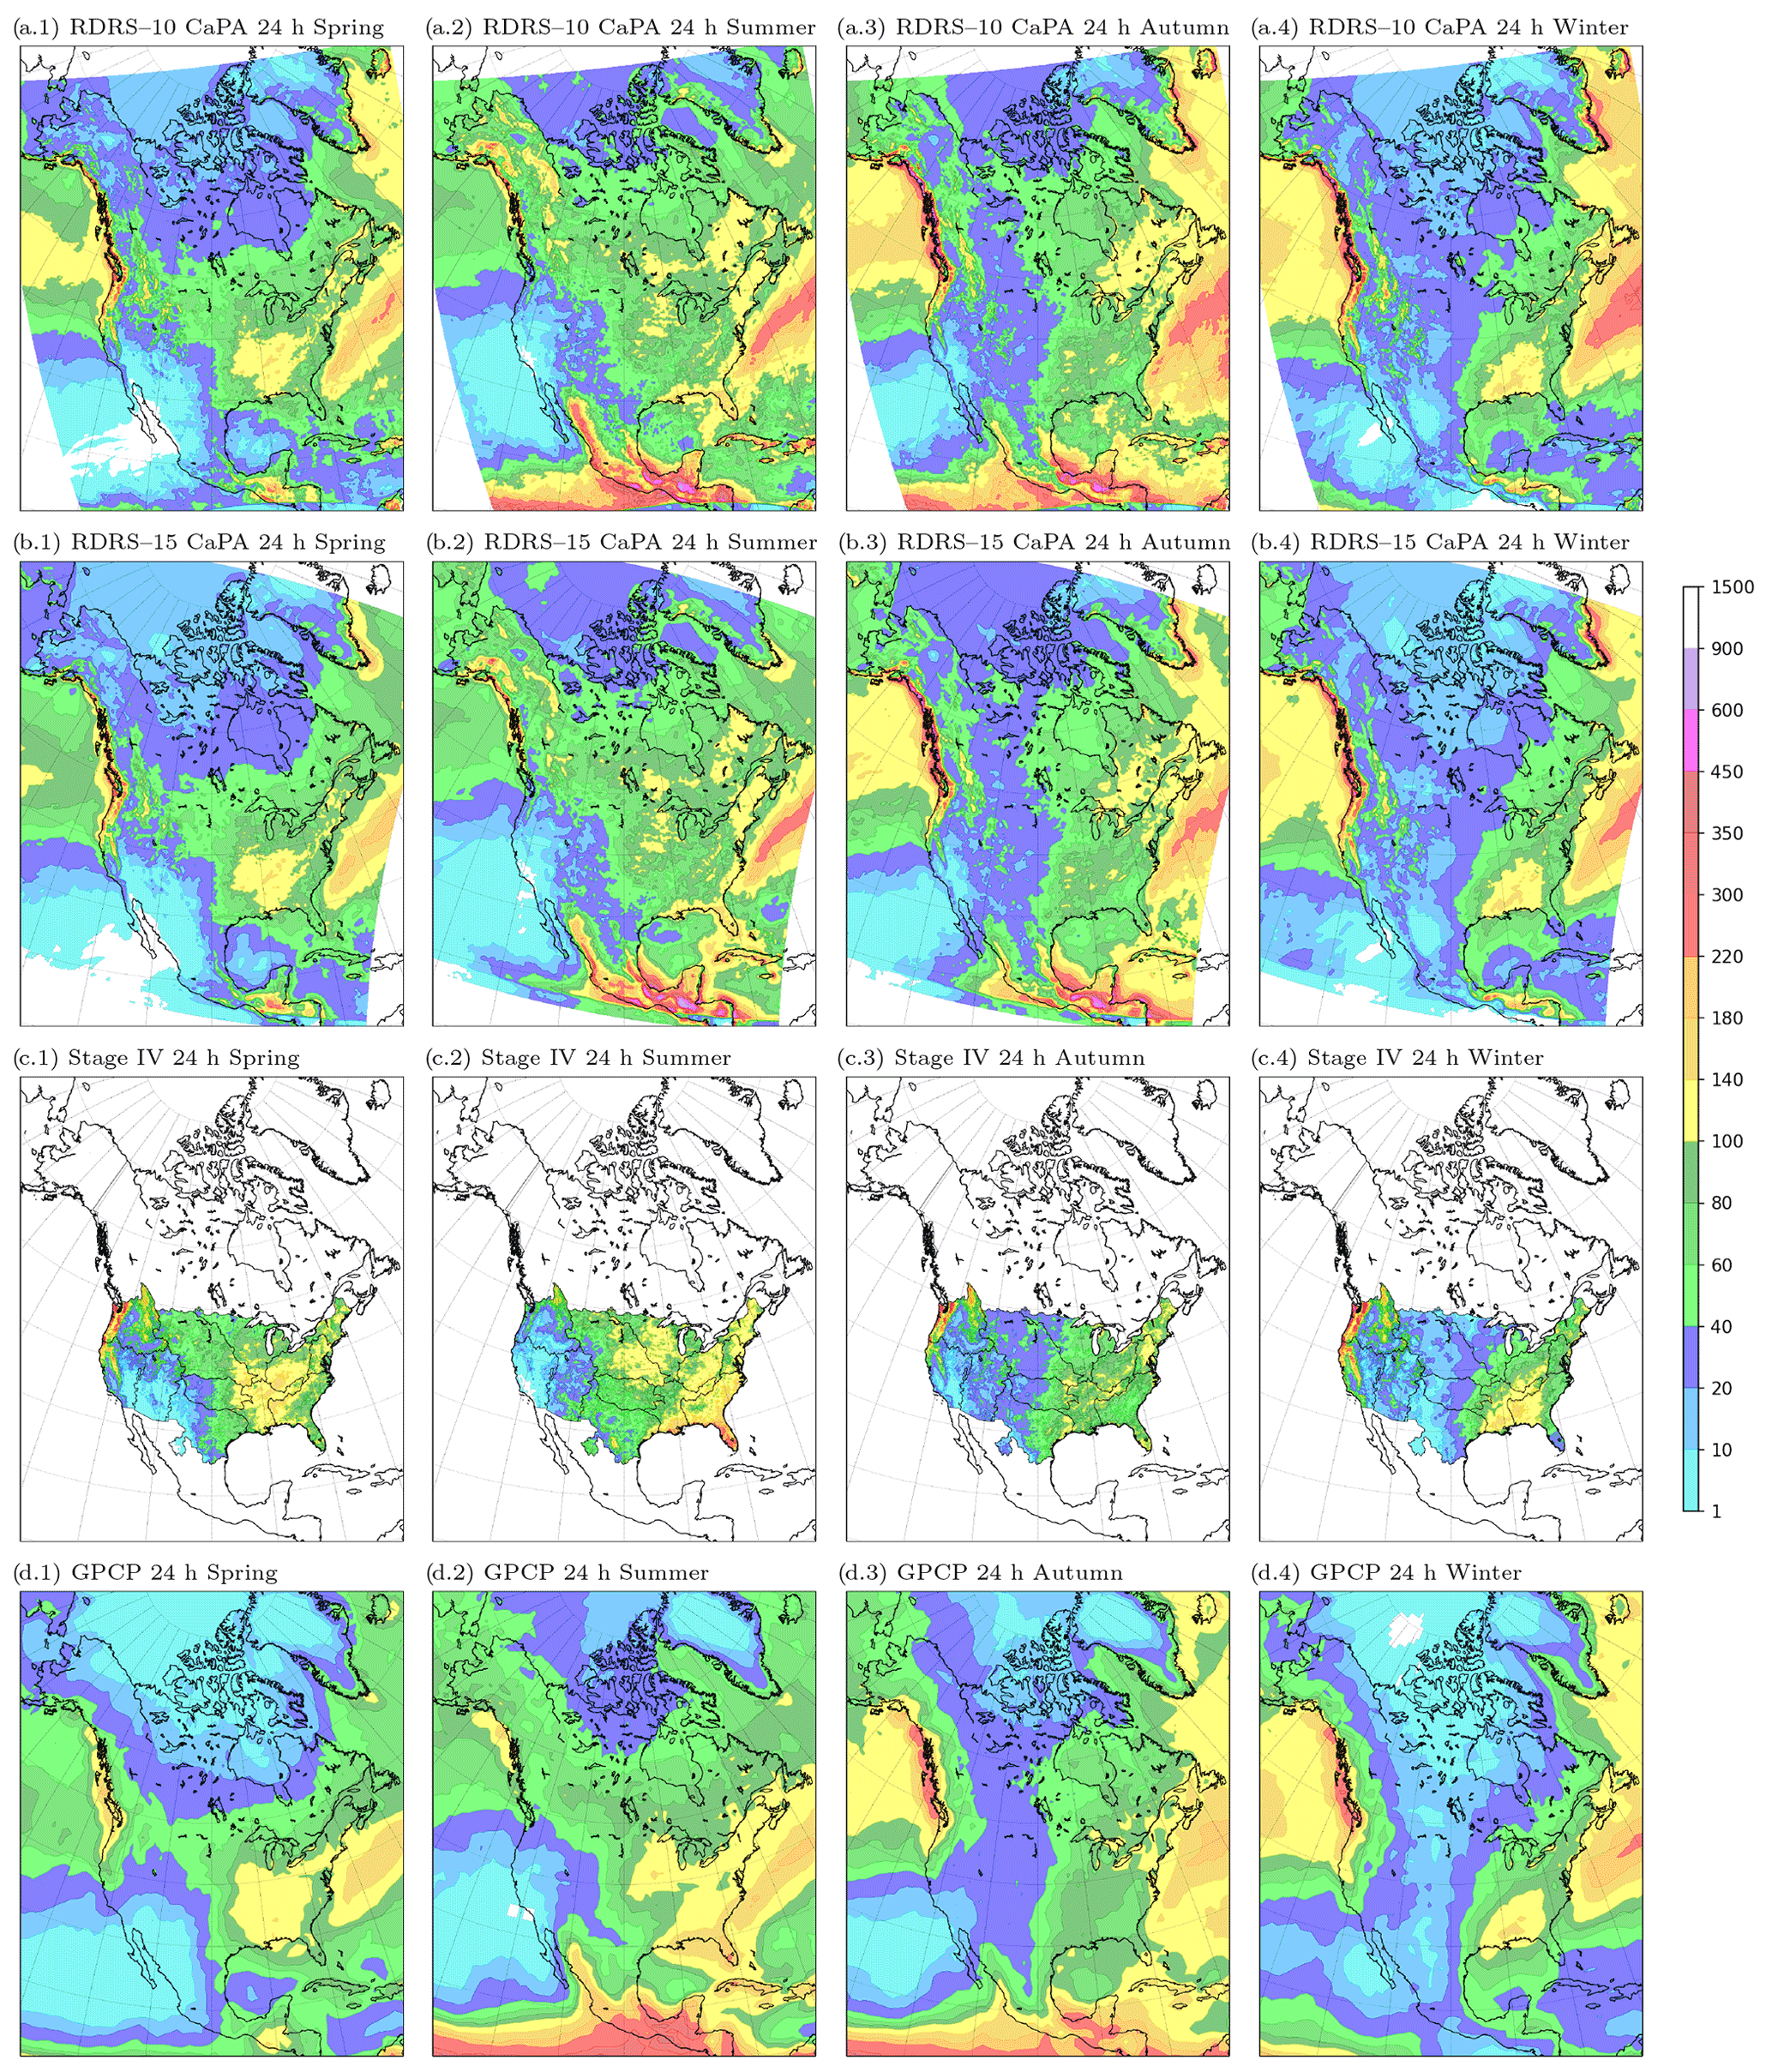 (a.1) RDRS–10 CaPA 24 h Spring
(a.2) RDRS–10 CaPA 24 h Summer
(a.3) RDRS–10 CaPA 24 h Autumn
(a.4) RDRS–10 CaPA 24 h Winter
(b.1) RDRS–15 CaPA 24 h Spring
(b.2) RDRS–15 CaPA 24 h Summer
(b.3) RDRS–15 CaPA 24 h Autumn
(b.4) RDRS–15 CaPA 24 h Winter
(c.1) Stage IV 24 h Spring
(c.2) Stage IV 24 h Summer
(c.3) Stage IV 24 h Autumn
(c.4) Stage IV 24 h Winter
(d.1) GPCP 24 h Spring
(d.2) GPCP 24 h Summer
(d.3) GPCP 24 h Autumn
(d.4) GPCP 24 h Winter
1500
900
600
450
350
300
220
180
140
100
80
60
40
20
10
1